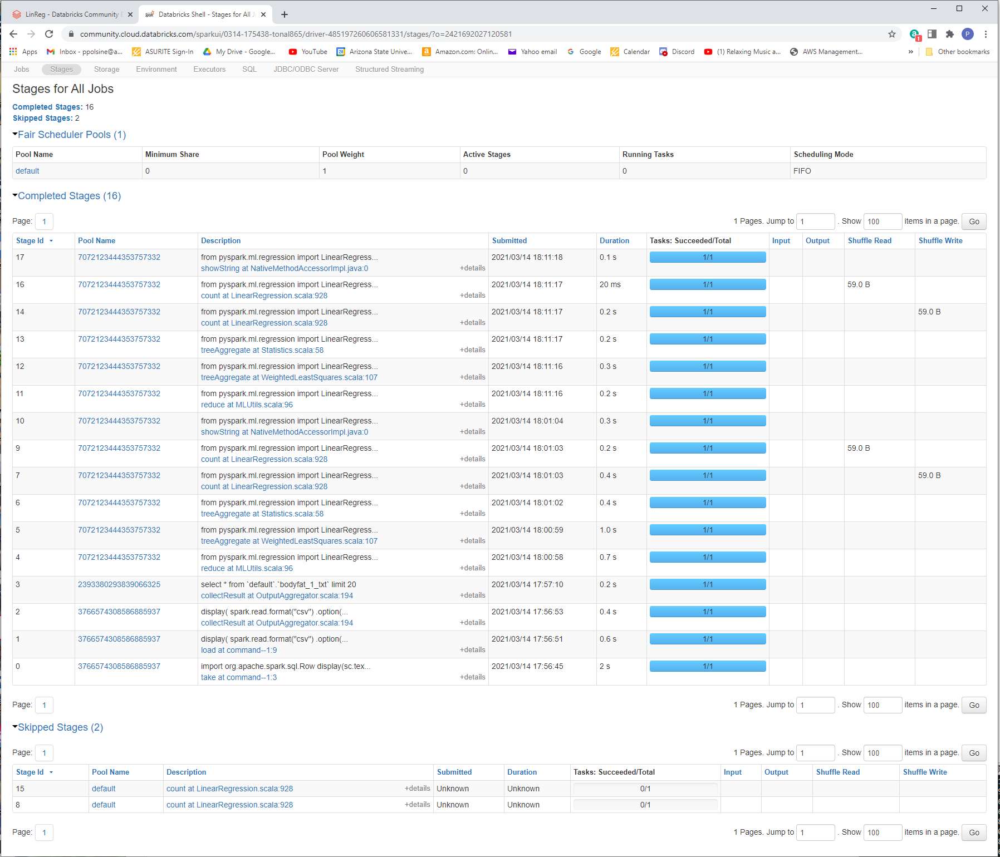 LinReg - Databricks Community E
Databricks Shell - Stages for All J
community.cloud.databricks.com/sparkui/0314-175438-tonal865/driver-485197260606581331/stages/?o=2421692027120581
1
P
Apps
Inbox - ppolsine@a...
ASURITE Sign-In
My Drive - Google...
YouTube
Arizona State Unive...
Amazon.com: Onlin...
Yahoo email
Google
Calendar
Discord
(1) Relaxing Music a...
AWS Management...
»
Other bookmarks
Jobs Stages Storage Environment Executors SQL JDBC/ODBC Server Structured Streaming
Stages for All Jobs
Completed Stages: 16
Skipped Stages: 2
Fair Scheduler Pools (1)
Pool Name Minimum Share Pool Weight Active Stages Running Tasks Scheduling Mode
default 0 1 0 0 FIFO
Completed Stages (16)
Page: 1 1 Pages. Jump to 1 . Show 100 items in a page. Go
Stage Id Pool Name Description Submitted Duration Tasks: Succeeded/Total Input Output Shuffle Read Shuffle Write
17 7072123444353757332 from pyspark.ml.regression import LinearRegress... 2021/03/14 18:11:18 0.1 s 1/1
showString at NativeMethodAccessorImpl.java:0 +details
16 7072123444353757332 from pyspark.ml.regression import LinearRegress... 2021/03/14 18:11:17 20 ms 1/1 59.0 B
count at LinearRegression.scala:928 +details
14 7072123444353757332 from pyspark.ml.regression import LinearRegress... 2021/03/14 18:11:17 0.2 s 1/1 59.0 B
count at LinearRegression.scala:928 +details
13 7072123444353757332 from pyspark.ml.regression import LinearRegress... 2021/03/14 18:11:17 0.2 s 1/1
treeAggregate at Statistics.scala:58 +details
12 7072123444353757332 from pyspark.ml.regression import LinearRegress... 2021/03/14 18:11:16 0.3 s 1/1
treeAggregate at WeightedLeastSquares.scala:107 +details
11 7072123444353757332 from pyspark.ml.regression import LinearRegress... 2021/03/14 18:11:16 0.2 s 1/1
reduce at MLUtils.scala:96 +details
10 7072123444353757332 from pyspark.ml.regression import LinearRegress... 2021/03/14 18:01:04 0.3 s 1/1
showString at NativeMethodAccessorImpl.java:0 +details
9 7072123444353757332 from pyspark.ml.regression import LinearRegress... 2021/03/14 18:01:03 0.2 s 1/1 59.0 B
count at LinearRegression.scala:928 +details
7 7072123444353757332 from pyspark.ml.regression import LinearRegress... 2021/03/14 18:01:03 0.4 s 1/1 59.0 B
count at LinearRegression.scala:928 +details
6 7072123444353757332 from pyspark.ml.regression import LinearRegress... 2021/03/14 18:01:02 0.4 s 1/1
treeAggregate at Statistics.scala:58 +details
5 7072123444353757332 from pyspark.ml.regression import LinearRegress... 2021/03/14 18:00:59 1.0 s 1/1
treeAggregate at WeightedLeastSquares.scala:107 +details
4 7072123444353757332 from pyspark.ml.regression import LinearRegress... 2021/03/14 18:00:58 0.7 s 1/1
reduce at MLUtils.scala:96 +details
3 2393380293839066325 select * from `default`.`bodyfat_1_txt` limit 20 2021/03/14 17:57:10 0.2 s 1/1
collectResult at OutputAggregator.scala:194 +details
2 3766574308586885937 display( spark.read.format("csv") .option(... 2021/03/14 17:56:53 0.4 s 1/1
collectResult at OutputAggregator.scala:194 +details
1 3766574308586885937 display( spark.read.format("csv") .option(... 2021/03/14 17:56:51 0.6 s 1/1
load at command--1:9 +details
0 3766574308586885937 import org.apache.spark.sql.Row display(sc.tex... 2021/03/14 17:56:45 2 s 1/1
take at command--1:3 +details
Page: 1 1 Pages. Jump to 1 . Show 100 items in a page. Go
Skipped Stages (2)
Page: 1 1 Pages. Jump to 1 . Show 100 items in a page. Go
Stage Id Pool Name Description Submitted Duration Tasks: Succeeded/Total Input Output Shuffle Read Shuffle Write
15 default count at LinearRegression.scala:928 +details Unknown Unknown 0/1
8 default count at LinearRegression.scala:928 +details Unknown Unknown 0/1
Page: 1 1 Pages. Jump to 1 . Show 100 items in a page. Go